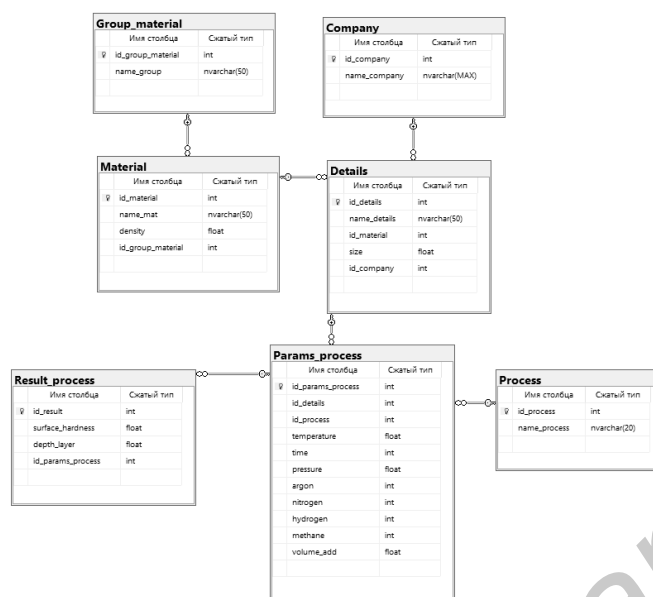 Group_material
Имя столбца Сжатый тип
id_group_material int
name_group nvarchar(50)
Company
Имя столбца Сжатый тип
id_company int
name_company nvarchar(MAX)
Material
Имя столбца Сжатый тип
id_material int
name_mat nvarchar(50)
density float
id_group_material int
Details
Имя столбца Сжатый тип
id_details int
name_details nvarchar(50)
id_material int
size float
id_company int
Params_process
Имя столбца Сжатый тип
id_params_process int
id_details int
id_process int
temperature float
time int
pressure float
argon int
nitrogen int
hydrogen int
methane int
volume_add float
Result_process
Имя столбца Сжатый тип
id_result int
surface_hardness float
depth_layer float
id_params_process int
Process
Имя столбца Сжатый тип
id_process int
name_process nvarchar(20)